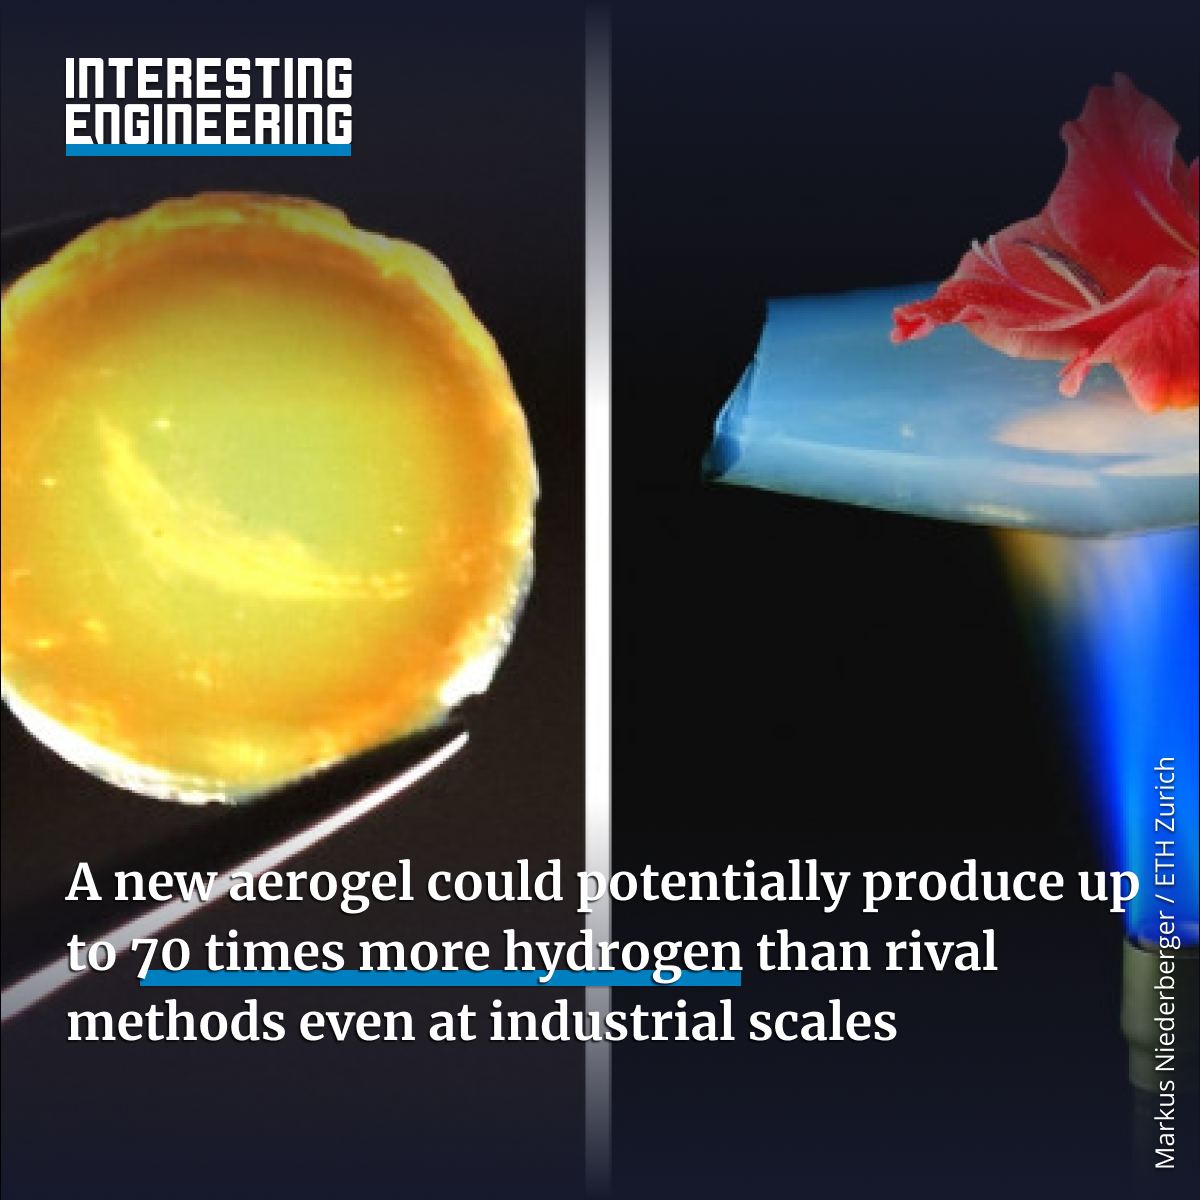 INTERESTING
ENGINEERING
A new aerogel could potentially produce up
to 70 times more hydrogen than rival
methods even at industrial scales
Markus Niederberger / ETH Zurich